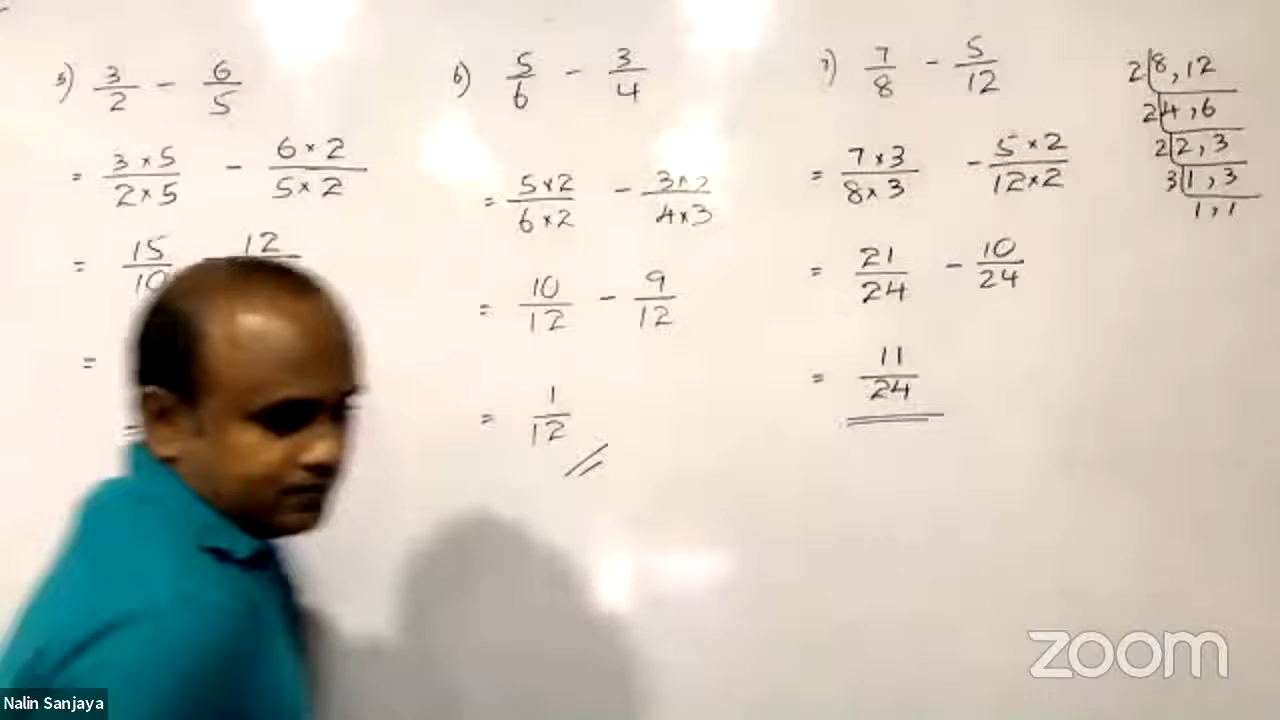 5) 3/2 - 6/5
= 3×5/2×5 - 6×2/5×2
= 15/10 12
=
=
6) 5/6 - 3/4
= 5×2/6×2 - 3×3/4×3
= 10/12 - 9/12
= 1/12
7) 7/8 - 5/12
= 7×3/8×3 - 5×2/12×2
= 21/24 - 10/24
= 11/24
2|8,12
2|4,6
2|2,3
3|1,3
1,1
zoom
Nalin Sanjaya